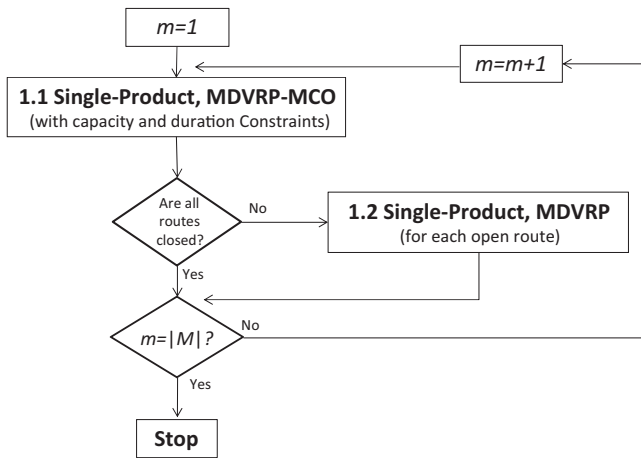 m=1
m=m+1
1.1 Single-Product, MDVRP-MCO
(with capacity and duration Constraints)
Are all
routes
closed?
No
1.2 Single-Product, MDVRP
(for each open route)
Yes
m=|M|?
No
Yes
Stop